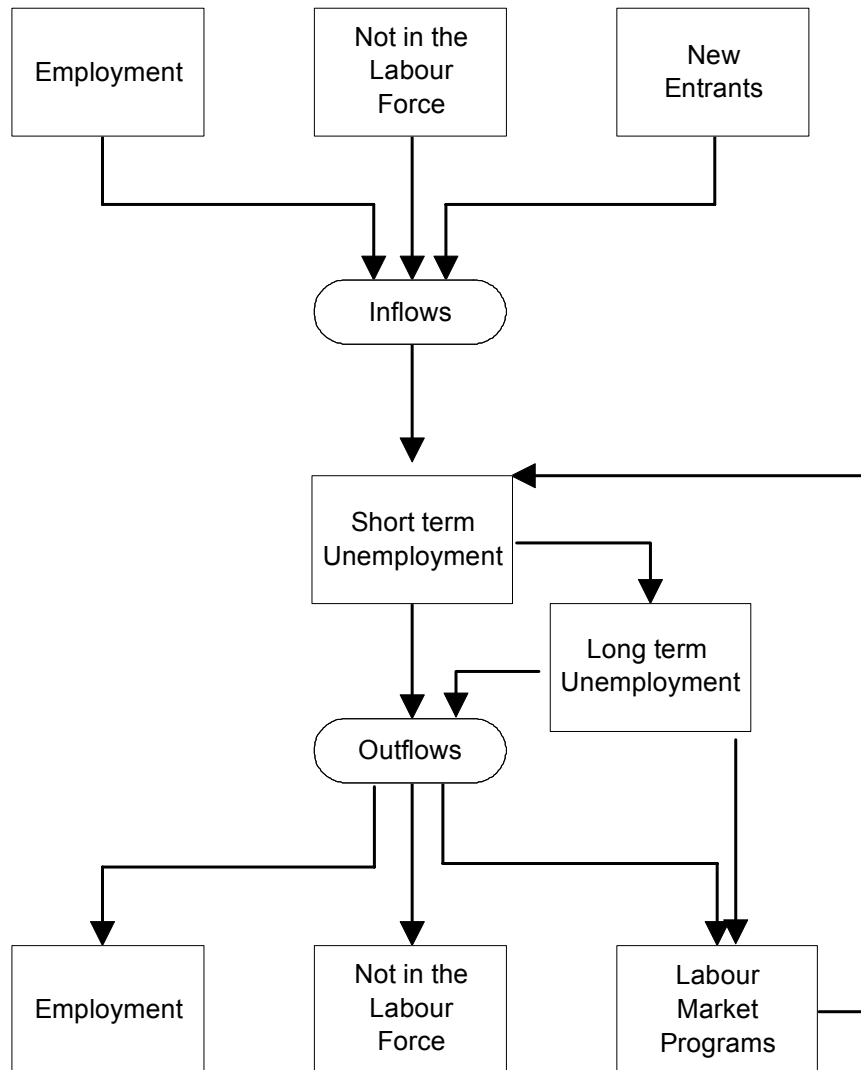 Employment
Not in the
Labour
Force
New
Entrants
Inflows
Short term
Unemployment
Long term
Unemployment
Outflows
Employment
Not in the
Labour
Force
Labour
Market
Programs